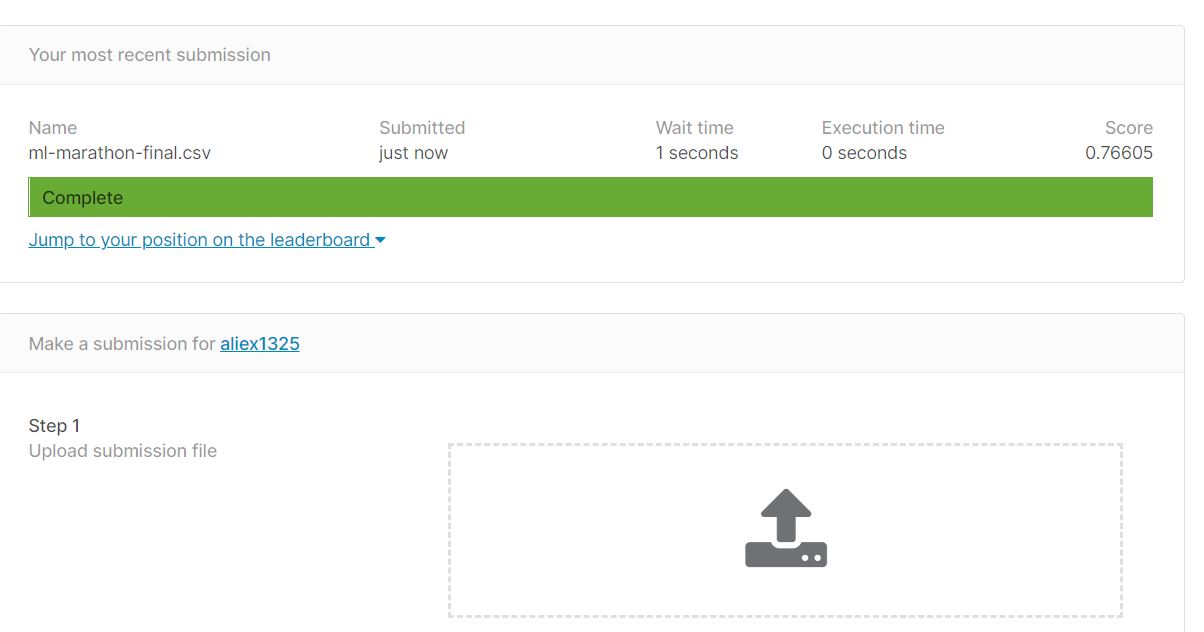 Your most recent submission
Name Submitted Wait time Execution time Score
ml-marathon-final.csv just now 1 seconds 0 seconds 0.76605
Complete
Jump to your position on the leaderboard
Make a submission for aliex1325
Step 1
Upload submission file